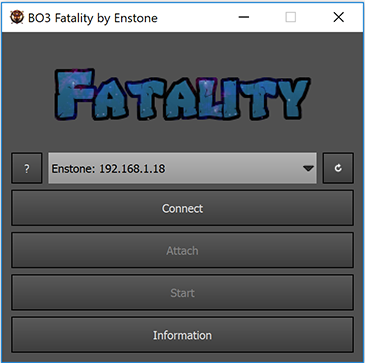 BO3 Fatality by Enstone
FATALITY
?
Enstone: 192.168.1.18
Connect
Attach
Start
Information